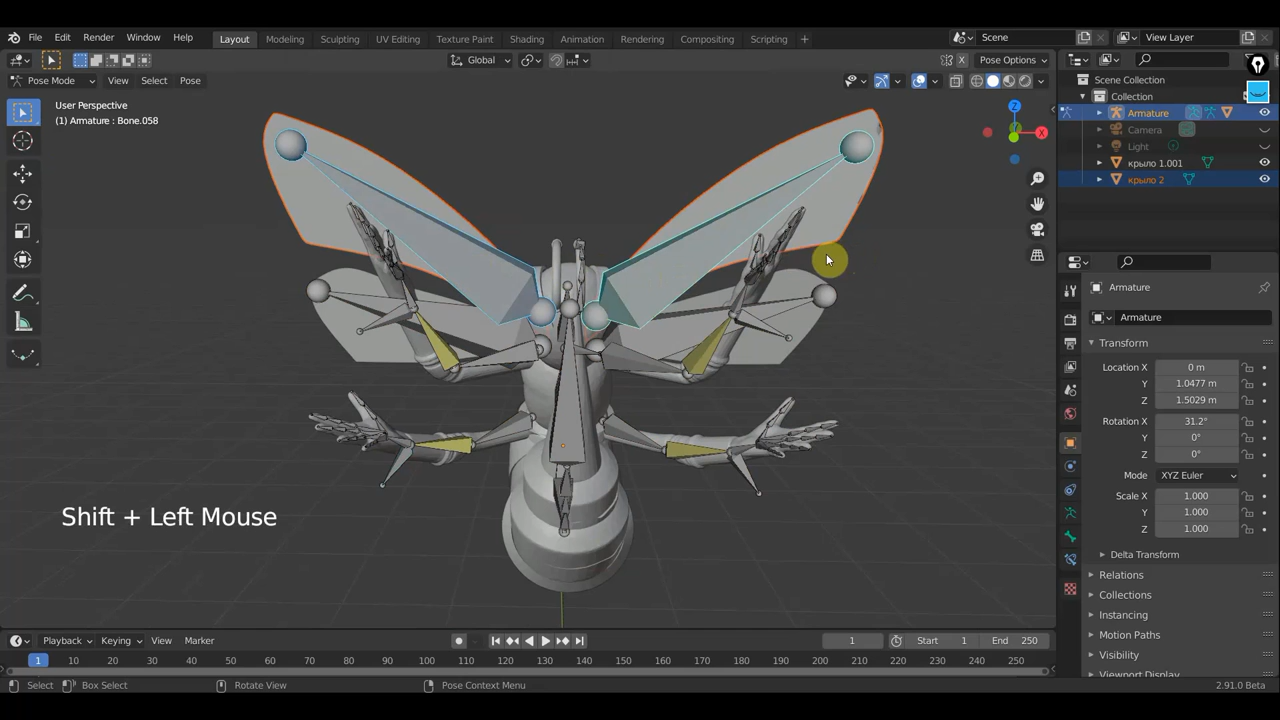 File Edit Render Window Help
Layout Modeling Sculpting UV Editing Texture Paint Shading Animation Rendering Compositing Scripting +
Scene
View Layer
Global
X
Pose Options
Pose Mode
View Select Pose
User Perspective
(1) Armature : Bone.058
Z
X
Scene Collection
Collection
Armature
Camera
Light
крыло 1.001
крыло 2
Armature
Armature
Transform
Location X 0 m
Y 1.0477 m
Z 1.5029 m
Rotation X 31.2°
Y 0°
Z 0°
Mode XYZ Euler
Scale X 1.000
Y 1.000
Z 1.000
Delta Transform
Relations
Collections
Instancing
Motion Paths
Visibility
Viewport Display
Shift + Left Mouse
Playback Keying View Marker
1
Start 1
End 250
1 10 20 30 40 50 60 70 80 90 100 110 120 130 140 150 160 170 180 190 200 210 220 230 240 250
Select Box Select Rotate View Pose Context Menu 2.91.0 Beta